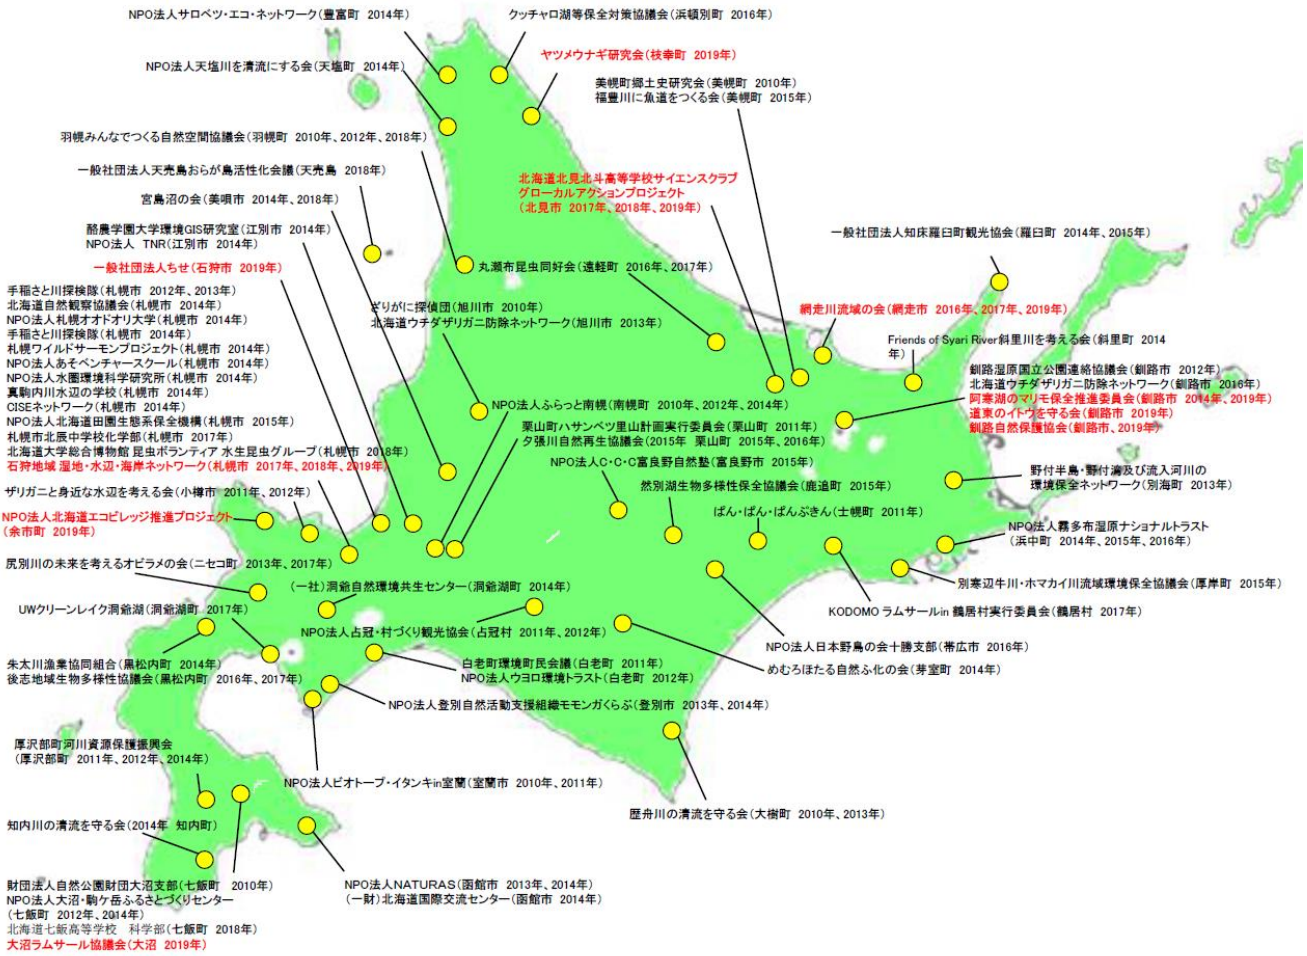 NPO法人サロベツ・エコ・ネットワーク(豊富町 2014年)
クッチャロ湖等保全対策協議会(浜頓別町 2016年)
ヤツメウナギ研究会(枝幸町 2019年)
NPO法人天塩川を清流にする会(天塩町 2014年)
美幌町郷土史研究会(美幌町 2010年)
福豊川に魚道をつくる会(美幌町 2015年)
羽幌みんなでつくる自然空間協議会(羽幌町 2010年、2012年、2018年)
一般社団法人天売島おらが島活性化会議(天売島 2018年)
北海道北見北斗高等学校サイエンスクラブ
グローカルアクションプロジェクト
(北見市 2017年、2018年、2019年)
宮島沼の会(美唄市 2014年、2018年)
酪農学園大学環境GIS研究室(江別市 2014年)
NPO法人 TNR(江別市 2014年)
一般社団法人知床羅臼町観光協会(羅臼町 2014年、2015年)
一般社団法人ちせ(石狩市 2019年)
丸瀬布昆虫同好会(遠軽町 2016年、2017年)
手稲さと川探検隊(札幌市 2012年、2013年)
北海道自然観察協議会(札幌市 2014年)
NPO法人札幌オオドオリ大学(札幌市 2014年)
手稲さと川探検隊(札幌市 2014年)
札幌ワイルドサーモンプロジェクト(札幌市 2014年)
NPO法人あそベンチャースクール(札幌市 2014年)
NPO法人水圏環境科学研究所(札幌市 2014年)
真駒内川水辺の学校(札幌市 2014年)
CISEネットワーク(札幌市 2014年)
NPO法人北海道田園生態系保全機構(札幌市 2015年)
札幌市北辰中学校化学部(札幌市 2017年)
北海道大学総合博物館 昆虫ボランティア 水生昆虫グループ(札幌市 2018年)
石狩地域 湿地・水辺・海岸ネットワーク(札幌市 2017年、2018年、2019年)
ざりがに探偵団(旭川市 2010年)
北海道ウチダザリガニ防除ネットワーク(旭川市 2013年)
網走川流域の会(網走市 2016年、2017年、2019年)
Friends of Syari River斜里川を考える会(斜里町 2014
年)
釧路湿原国立公園連絡協議会(釧路市 2012年)
北海道ウチダザリガニ防除ネットワーク(釧路市 2016年)
阿寒湖のマリモ保全推進委員会(釧路市 2014年、2019年)
道東のイトウを守る会(釧路市 2019年)
釧路自然保護協会(釧路市、2019年)
NPO法人ふらっと南幌(南幌町 2010年、2012年、2014年)
栗山町ハサンベツ里山計画実行委員会(栗山町 2011年)
夕張川自然再生協議会(2015年 栗山町 2015年、2016年)
NPO法人C・C・C富良野自然塾(富良野市 2015年)
然別湖生物多様性保全協議会(鹿追町 2015年)
ぱん・ぱん・ぱんぶきん(士幌町 2011年)
野付半島・野付湾及び流入河川の
環境保全ネットワーク(別海町 2013年)
ザリガニと身近な水辺を考える会(小樽市 2011年、2012年)
NPO法人北海道エコビレッジ推進プロジェクト
(余市町 2019年)
NPO法人霧多布湿原ナショナルトラスト
(浜中町 2014年、2015年、2016年)
尻別川の未来を考えるオビラメの会(ニセコ町 2013年、2017年)
別寒辺牛川・ホマカイ川流域環境保全協議会(厚岸町 2015年)
(一社)洞爺自然環境共生センター(洞爺湖町 2014年)
UWクリーンレイク洞爺湖(洞爺湖町 2017年)
KODOMO ラムサールin 鶴居村実行委員会(鶴居村 2017年)
NPO法人占冠・村づくり観光協会(占冠村 2011年、2012年)
NPO法人日本野鳥の会十勝支部(帯広市 2016年)
朱太川漁業協同組合(黒松内町 2014年)
後志地域生物多様性協議会(黒松内町 2016年、2017年)
白老町環境町民会議(白老町 2011年)
NPO法人ウヨロ環境トラスト(白老町 2012年)
めむろほたる自然ふ化の会(芽室町 2014年)
NPO法人登別自然活動支援組織モモンガくらぶ(登別市 2013年、2014年)
厚沢部町河川資源保護振興会
(厚沢部町 2011年、2012年、2014年)
NPO法人ビオトープ・イタンキin室蘭(室蘭市 2010年、2011年)
歴舟川の清流を守る会(大樹町 2010年、2013年)
知内川の清流を守る会(2014年 知内町)
財団法人自然公園財団大沼支部(七飯町 2010年)
NPO法人大沼・駒ケ岳ふるさとづくりセンター
(七飯町 2012年、2014年)
北海道七飯高等学校 科学部(七飯町 2018年)
大沼ラムサール協議会(大沼 2019年)
NPO法人NATURAS(函館市 2013年、2014年)
(一財)北海道国際交流センター(函館市 2014年)